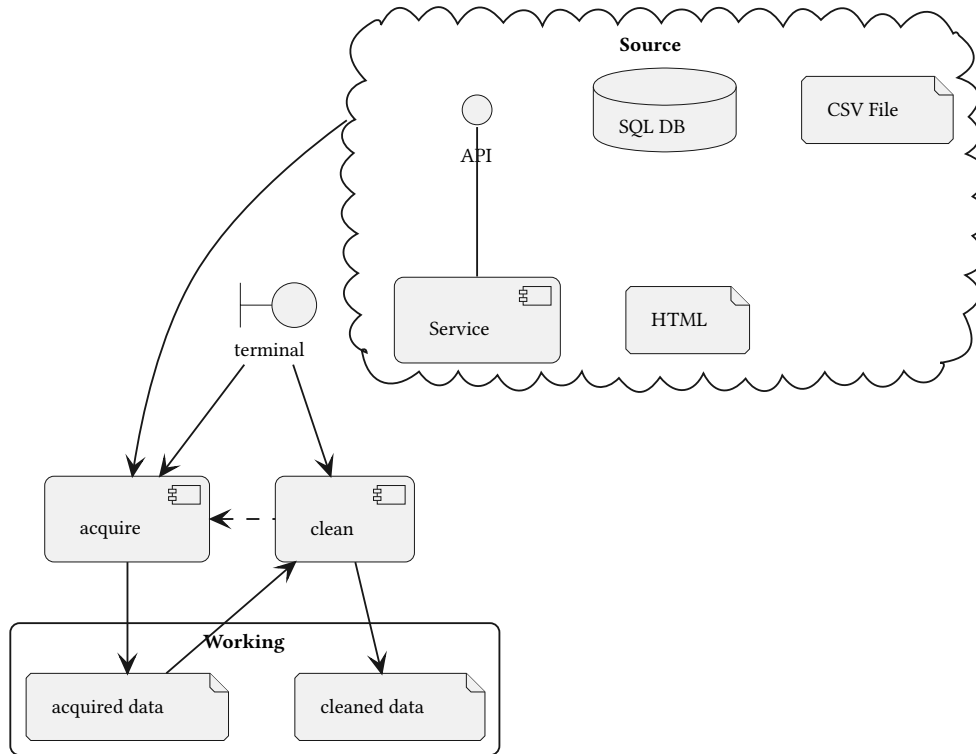 Source
API
SQL DB
CSV File
Service
HTML
terminal
acquire
clean
Working
acquired data
cleaned data